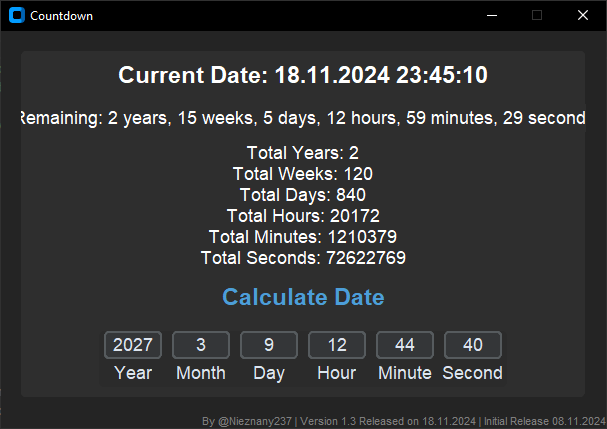 Countdown
Current Date: 18.11.2024 23:45:10
Remaining: 2 years, 15 weeks, 5 days, 12 hours, 59 minutes, 29 second
Total Years: 2
Total Weeks: 120
Total Days: 840
Total Hours: 20172
Total Minutes: 1210379
Total Seconds: 72622769
Calculate Date
2027 3 9 12 44 40
Year Month Day Hour Minute Second
By @Nieznany237 | Version 1.3 Released on 18.11.2024 | Initial Release 08.11.2024